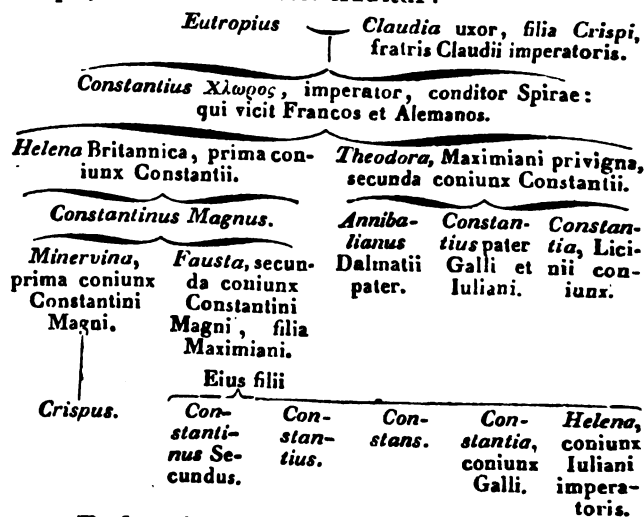 Eutropius Claudia uxor, filia Crispi,
fratris Claudii imperatoris.
Constantius Χλωρος, imperator, conditor Spirae:
qui vicit Francos et Alemanos.
Helena Britannica, prima con-
iunx Constantii.
Theodora, Maximiani privigna,
secunda coniunx Constantii.
Constantinus Magnus.
Anniba-
lianus
Dalmatii
pater.
Constan-
tius pater
Galli et
Iuliani.
Constan-
tia, Lici-
nii con-
iunx.
Minervina,
prima coniunx
Constantini
Magni.
Fausta, secun-
da coniunx
Constantini
Magni, filia
Maximiani.
Eius filii
Crispus.
Con-
stanti-
nus Se-
cundus.
Con-
stan-
tius.
Con-
stans.
Con-
stantia,
coniunx
Galli.
Helena,
coniunx
Iuliani
impera-
toris.